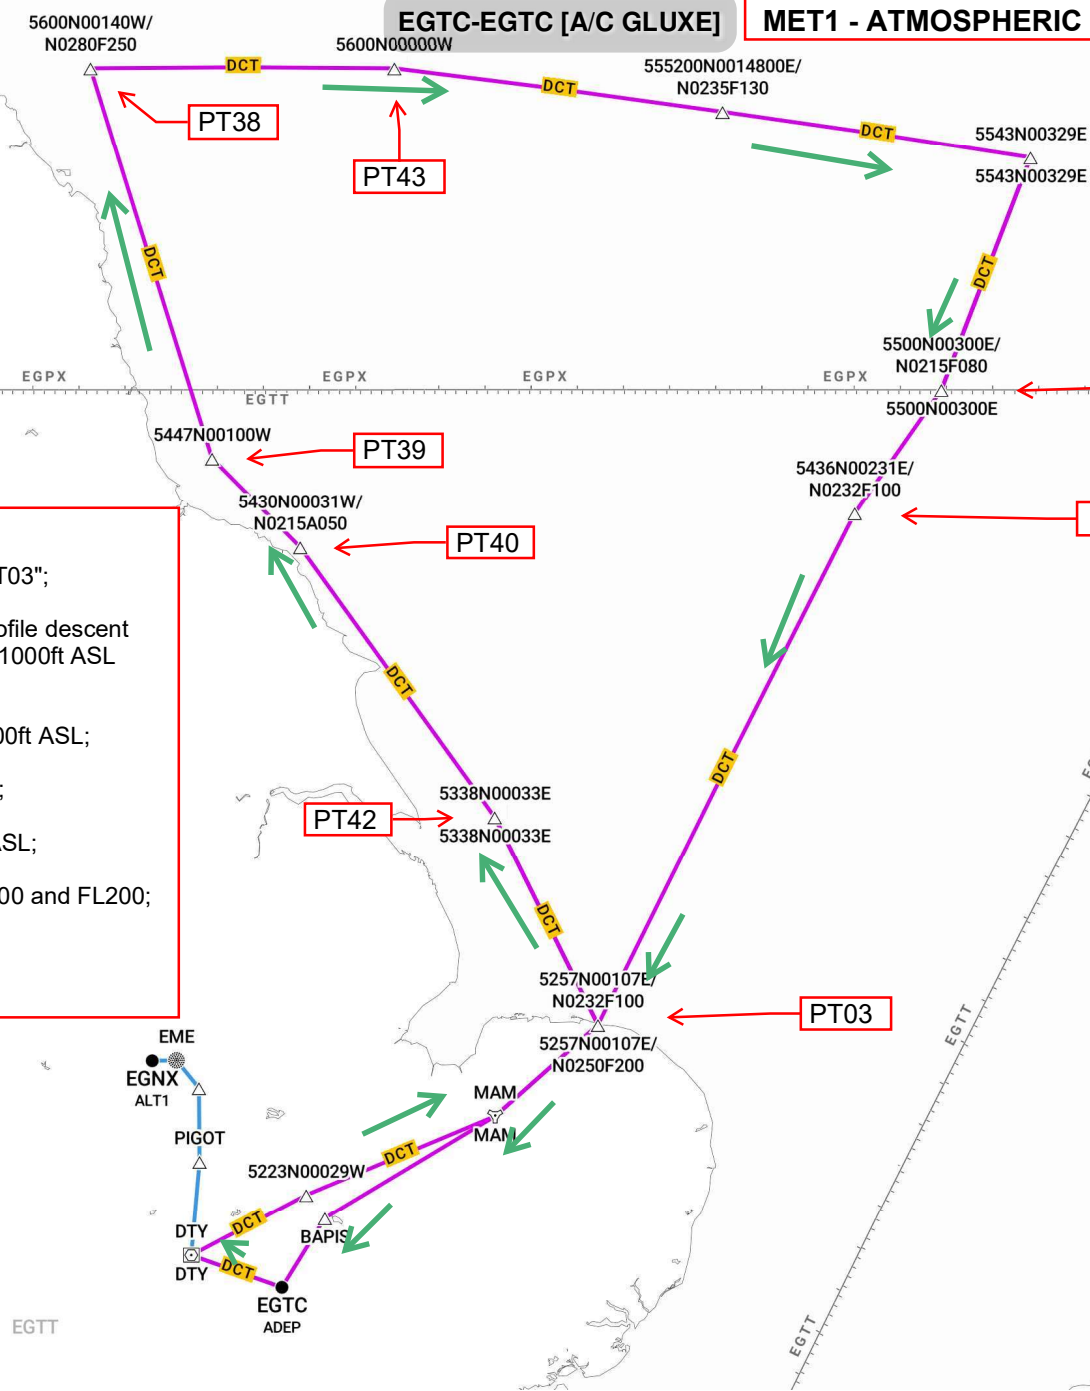 EGTC-EGTC [A/C GLUXE]
MET1 - ATMOSPHERIC
5600N00140W/
N0280F250
DCT
5600N00000W
DCT
555200N0014800E/
N0235F130
DCT
5543N00329E
5543N00329E
PT38
PT43
DCT
DCT
5500N00300E/
N0215F080
5500N00300E
EGPX
EGPX
EGPX
EGPX
EGTT
5447N00100W
PT39
5436N00231E/
N0232F100
5430N00031W/
N0215A050
PT40
T03";
ofile descent
1000ft ASL
00ft ASL;
;
ASL;
00 and FL200;
DCT
DCT
5338N00033E
5338N00033E
PT42
DCT
5257N00107E/
N0232F100
PT03
5257N00107E/
N0250F200
EGTT
EME
EGNX
ALT1
PIGOT
MAM
MAM
DCT
5223N00029W
DCT
BAPIS
DTY
DTY
DCT
EGTC
ADEP
EGTT
EGTT